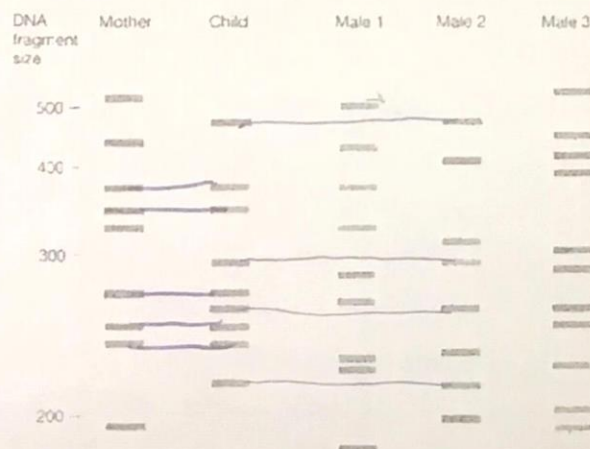 DNA fragment size
Mother
Child
Male 1
Male 2
Male 3
500
400
300
200